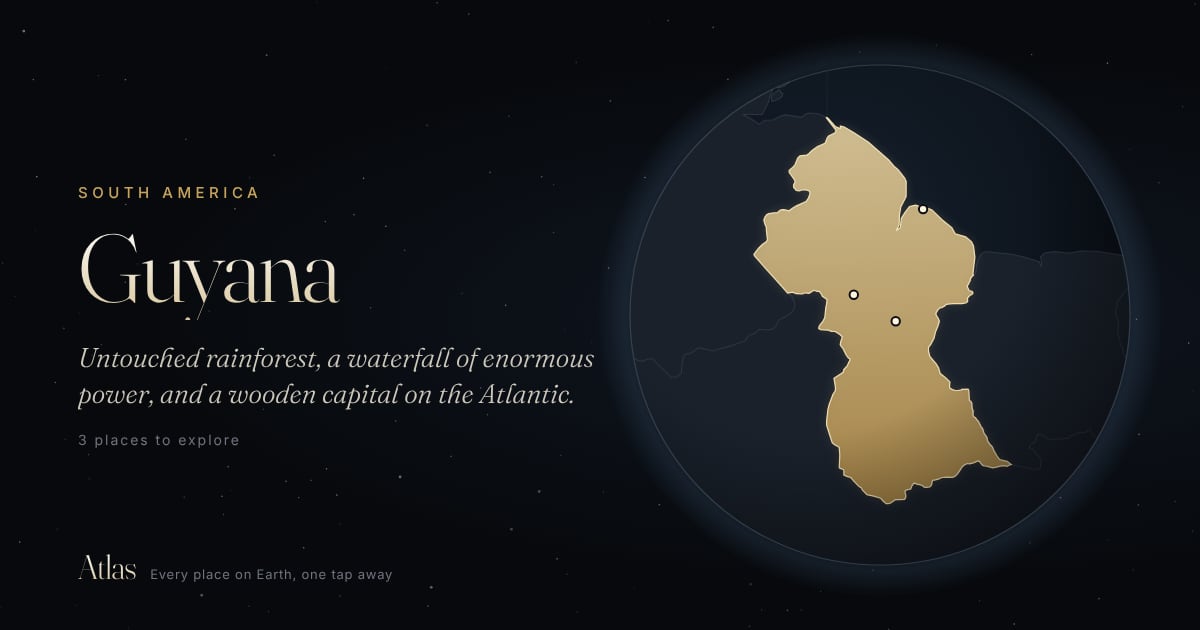 SOUTH AMERICA
Guyana
Untouched rainforest, a waterfall of enormous
power, and a wooden capital on the Atlantic.
3 places to explore
Atlas Every place on Earth, one tap away